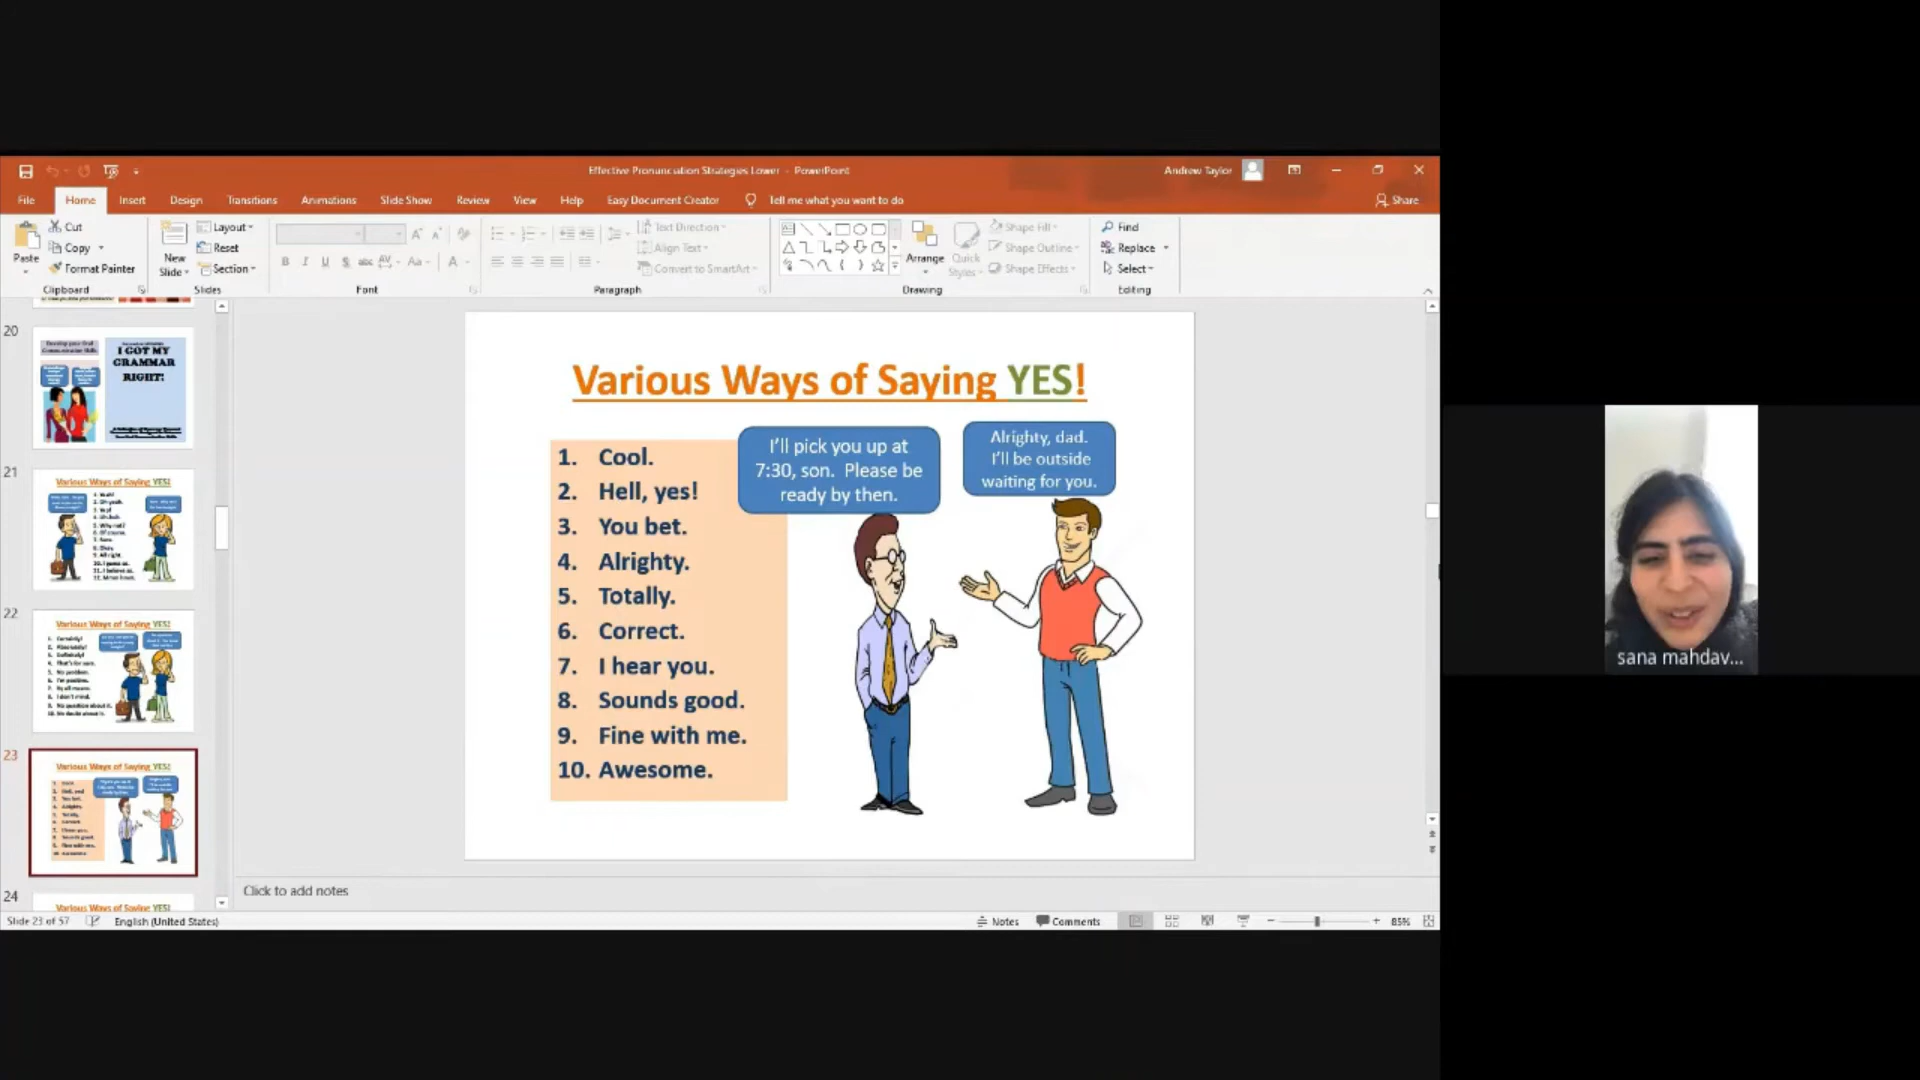 Effective Pronunciation Strategies Lower - PowerPoint
Andrew Taylor
File Home Insert Design Transitions Animations Slide Show Review View Help Easy Document Creator Tell me what you want to do
Share
Paste
Cut
Copy
Format Painter
Clipboard
New
Slide
Layout
Reset
Section
Slides
B I U S abc AV Aa A
Font
Text Direction
Align Text
Convert to SmartArt
Paragraph
Arrange
Quick
Styles
Shape Fill
Shape Outline
Shape Effects
Drawing
Find
Replace
Select
Editing
20
I GOT MY
GRAMMAR
RIGHT!
21
Various Ways of Saying YES!
22
Various Ways of Saying YES!
23
Various Ways of Saying YES!
24
Various Ways of Saying YES!
Various Ways of Saying YES!
1. Cool.
2. Hell, yes!
3. You bet.
4. Alrighty.
5. Totally.
6. Correct.
7. I hear you.
8. Sounds good.
9. Fine with me.
10. Awesome.
I'll pick you up at
7:30, son. Please be
ready by then.
Alrighty, dad.
I'll be outside
waiting for you.
sana mahdav...
Click to add notes
Slide 23 of 57 English (United States)
Notes Comments 85%